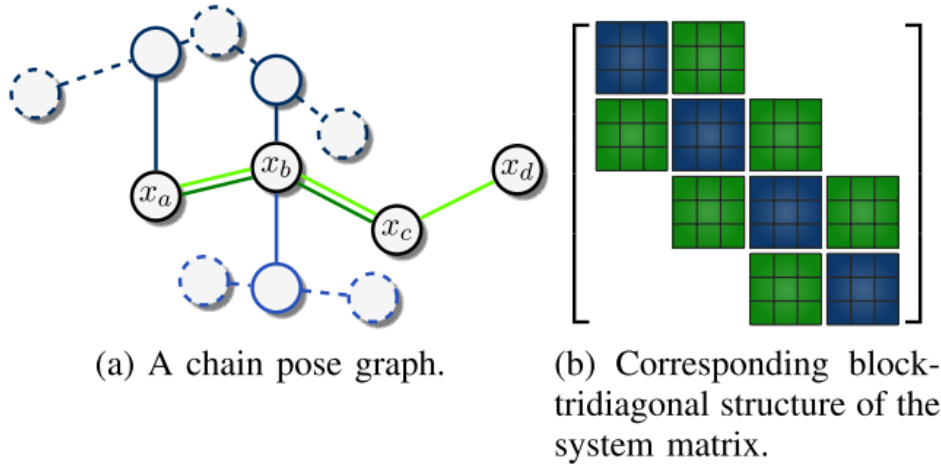 x_a
x_b
x_c
x_d
(a) A chain pose graph.
(b) Corresponding block-
tridiagonal structure of the
system matrix.